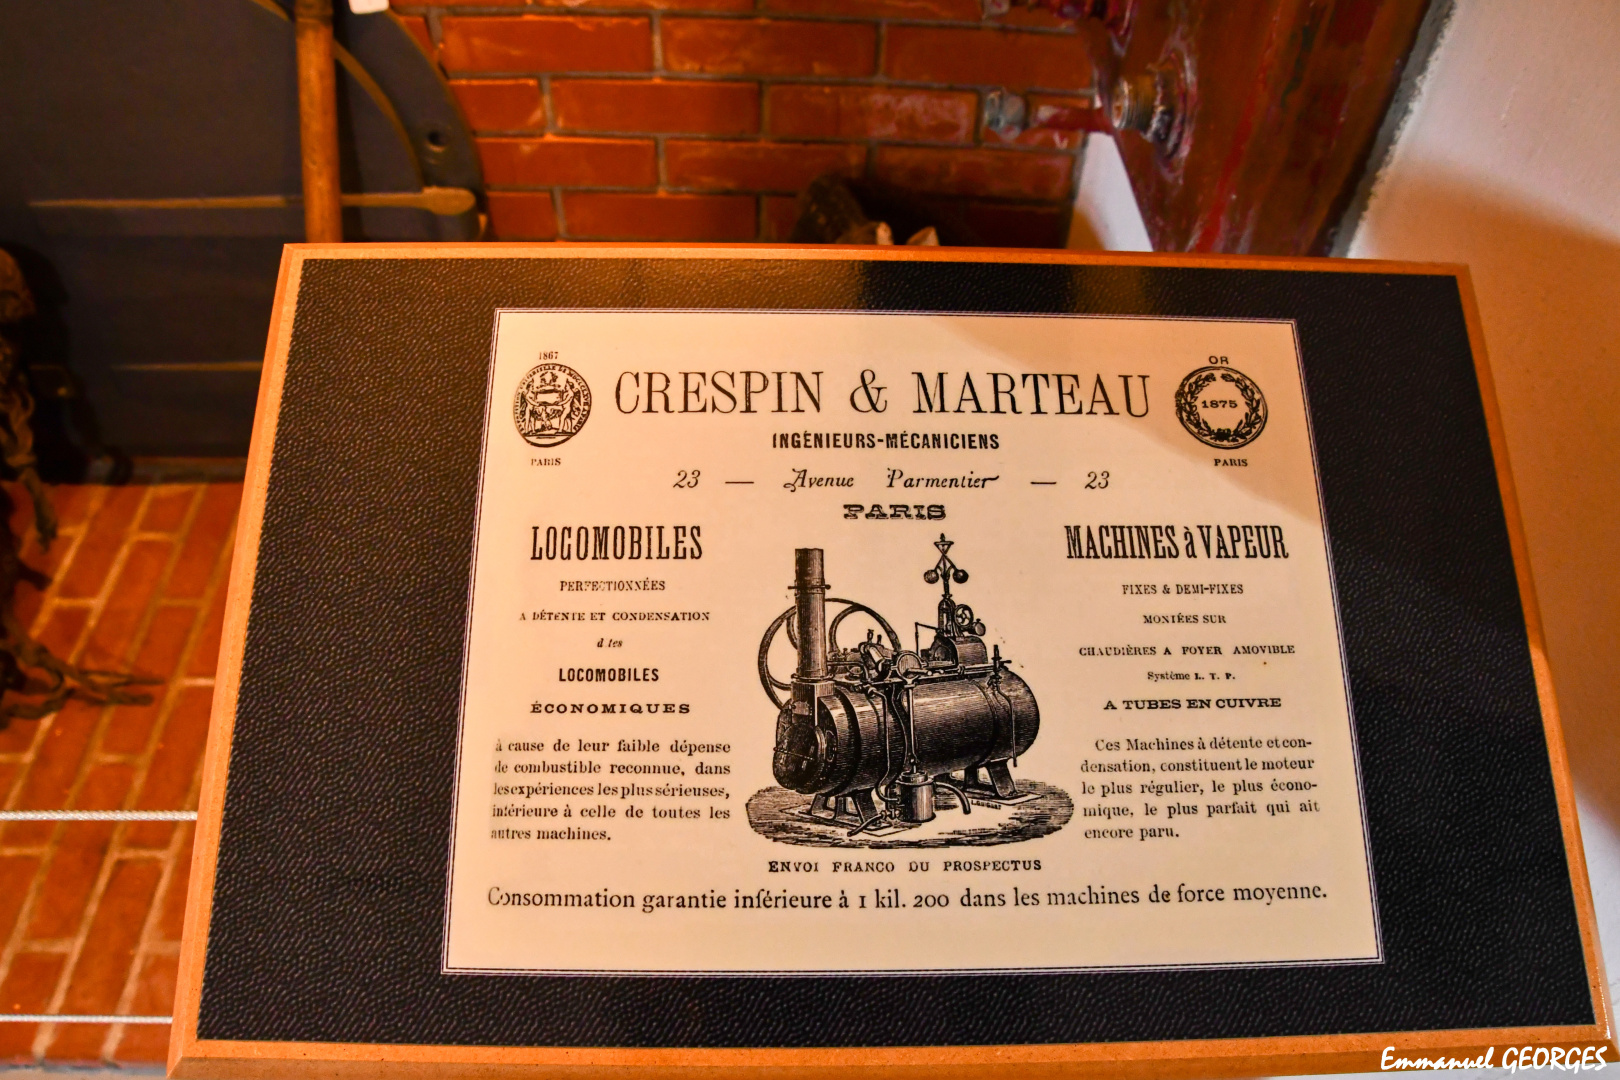 1867
PARIS
CRESPIN & MARTEAU
OR
1875
PARIS
INGÉNIEURS-MÉCANICIENS
23 — Avenue Parmentier — 23
PARIS
LOCOMOBILES
PERFECTIONNÉES
A DÉTENTE ET CONDENSATION
dites
LOCOMOBILES
ÉCONOMIQUES
à cause de leur faible dépense
de combustible reconnue, dans
les expériences les plus sérieuses,
inférieure à celle de toutes les
autres machines.
MACHINES à VAPEUR
FIXES & DEMI-FIXES
MONTÉES SUR
CHAUDIÈRES A FOYER AMOVIBLE
Système L. T. P.
A TUBES EN CUIVRE
Ces Machines à détente et con-
densation, constituent le moteur
le plus régulier, le plus écono-
mique, le plus parfait qui ait
encore paru.
ENVOI FRANCO DU PROSPECTUS
Consommation garantie inférieure à 1 kil. 200 dans les machines de force moyenne.
Emmanuel GEORGES